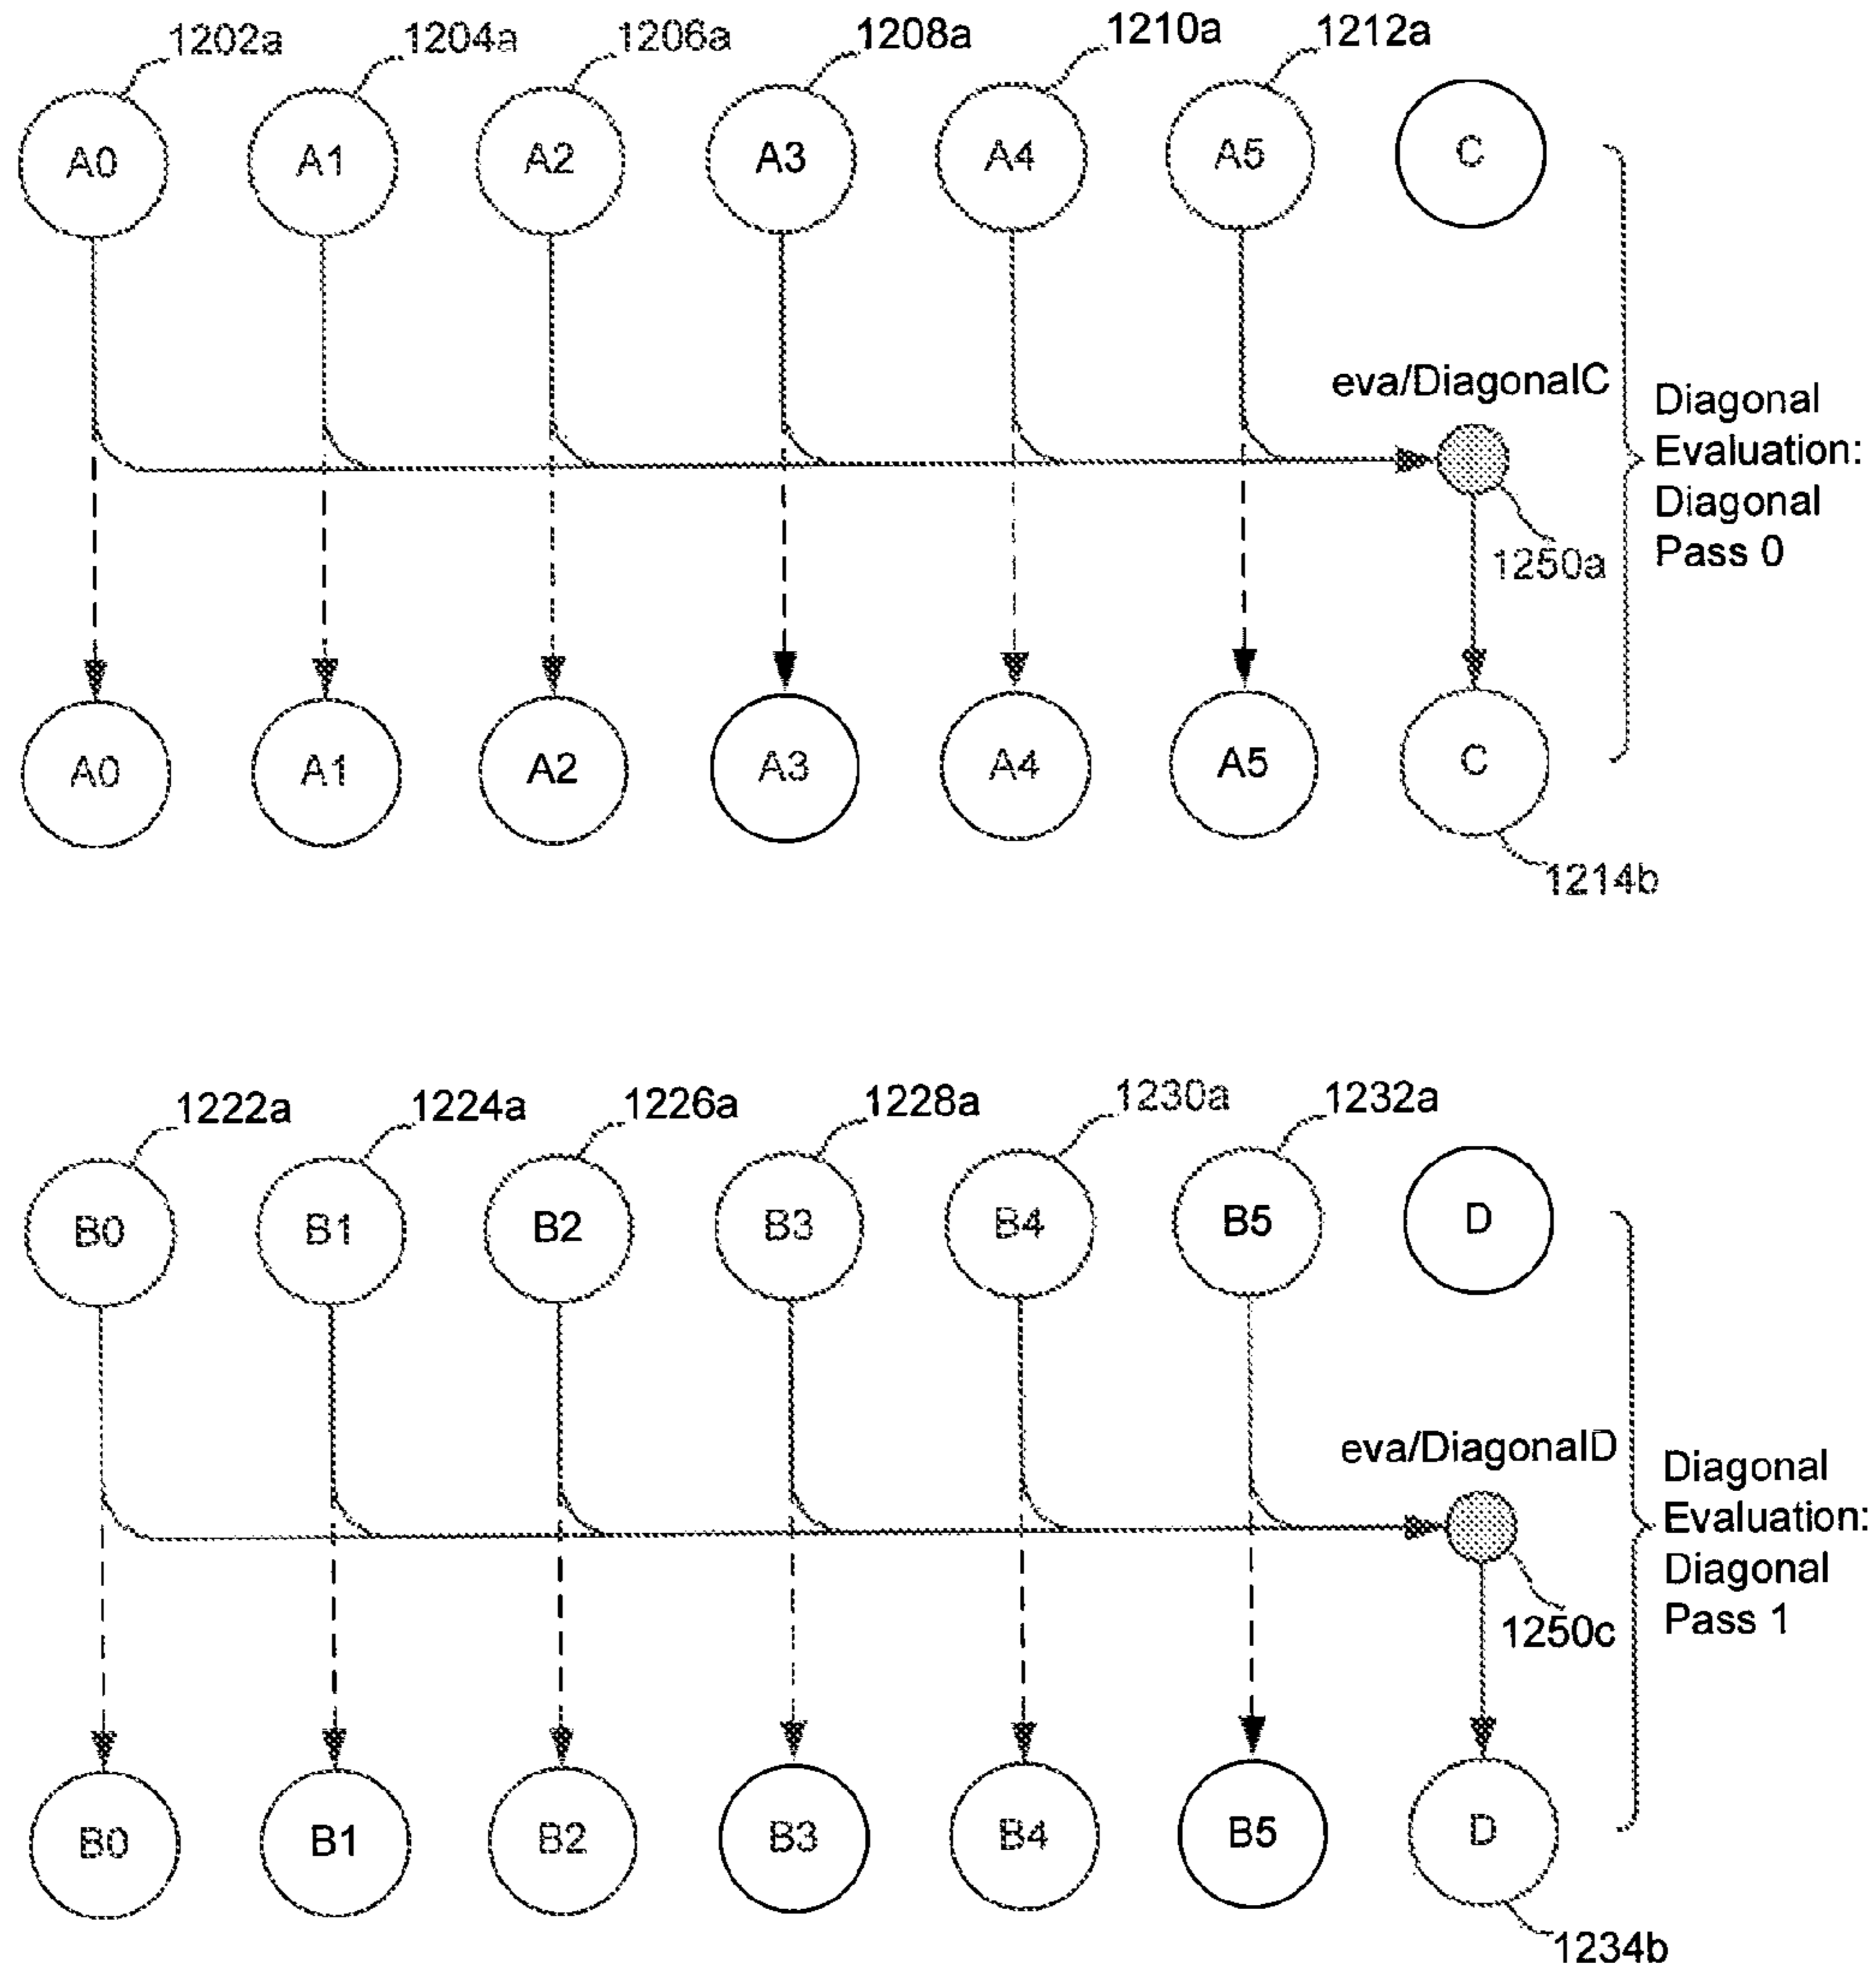 1202a 1204a 1206a 1208a 1210a 1212a
A0 A1 A2 A3 A4 A5 C
eva/DiagonalC
Diagonal
Evaluation:
Diagonal
Pass 0
1250a
A0 A1 A2 A3 A4 A5 C
1214b
1222a 1224a 1226a 1228a 1230a 1232a
B0 B1 B2 B3 B4 B5 D
eva/DiagonalD
Diagonal
Evaluation:
Diagonal
Pass 1
1250c
B0 B1 B2 B3 B4 B5 D
1234b